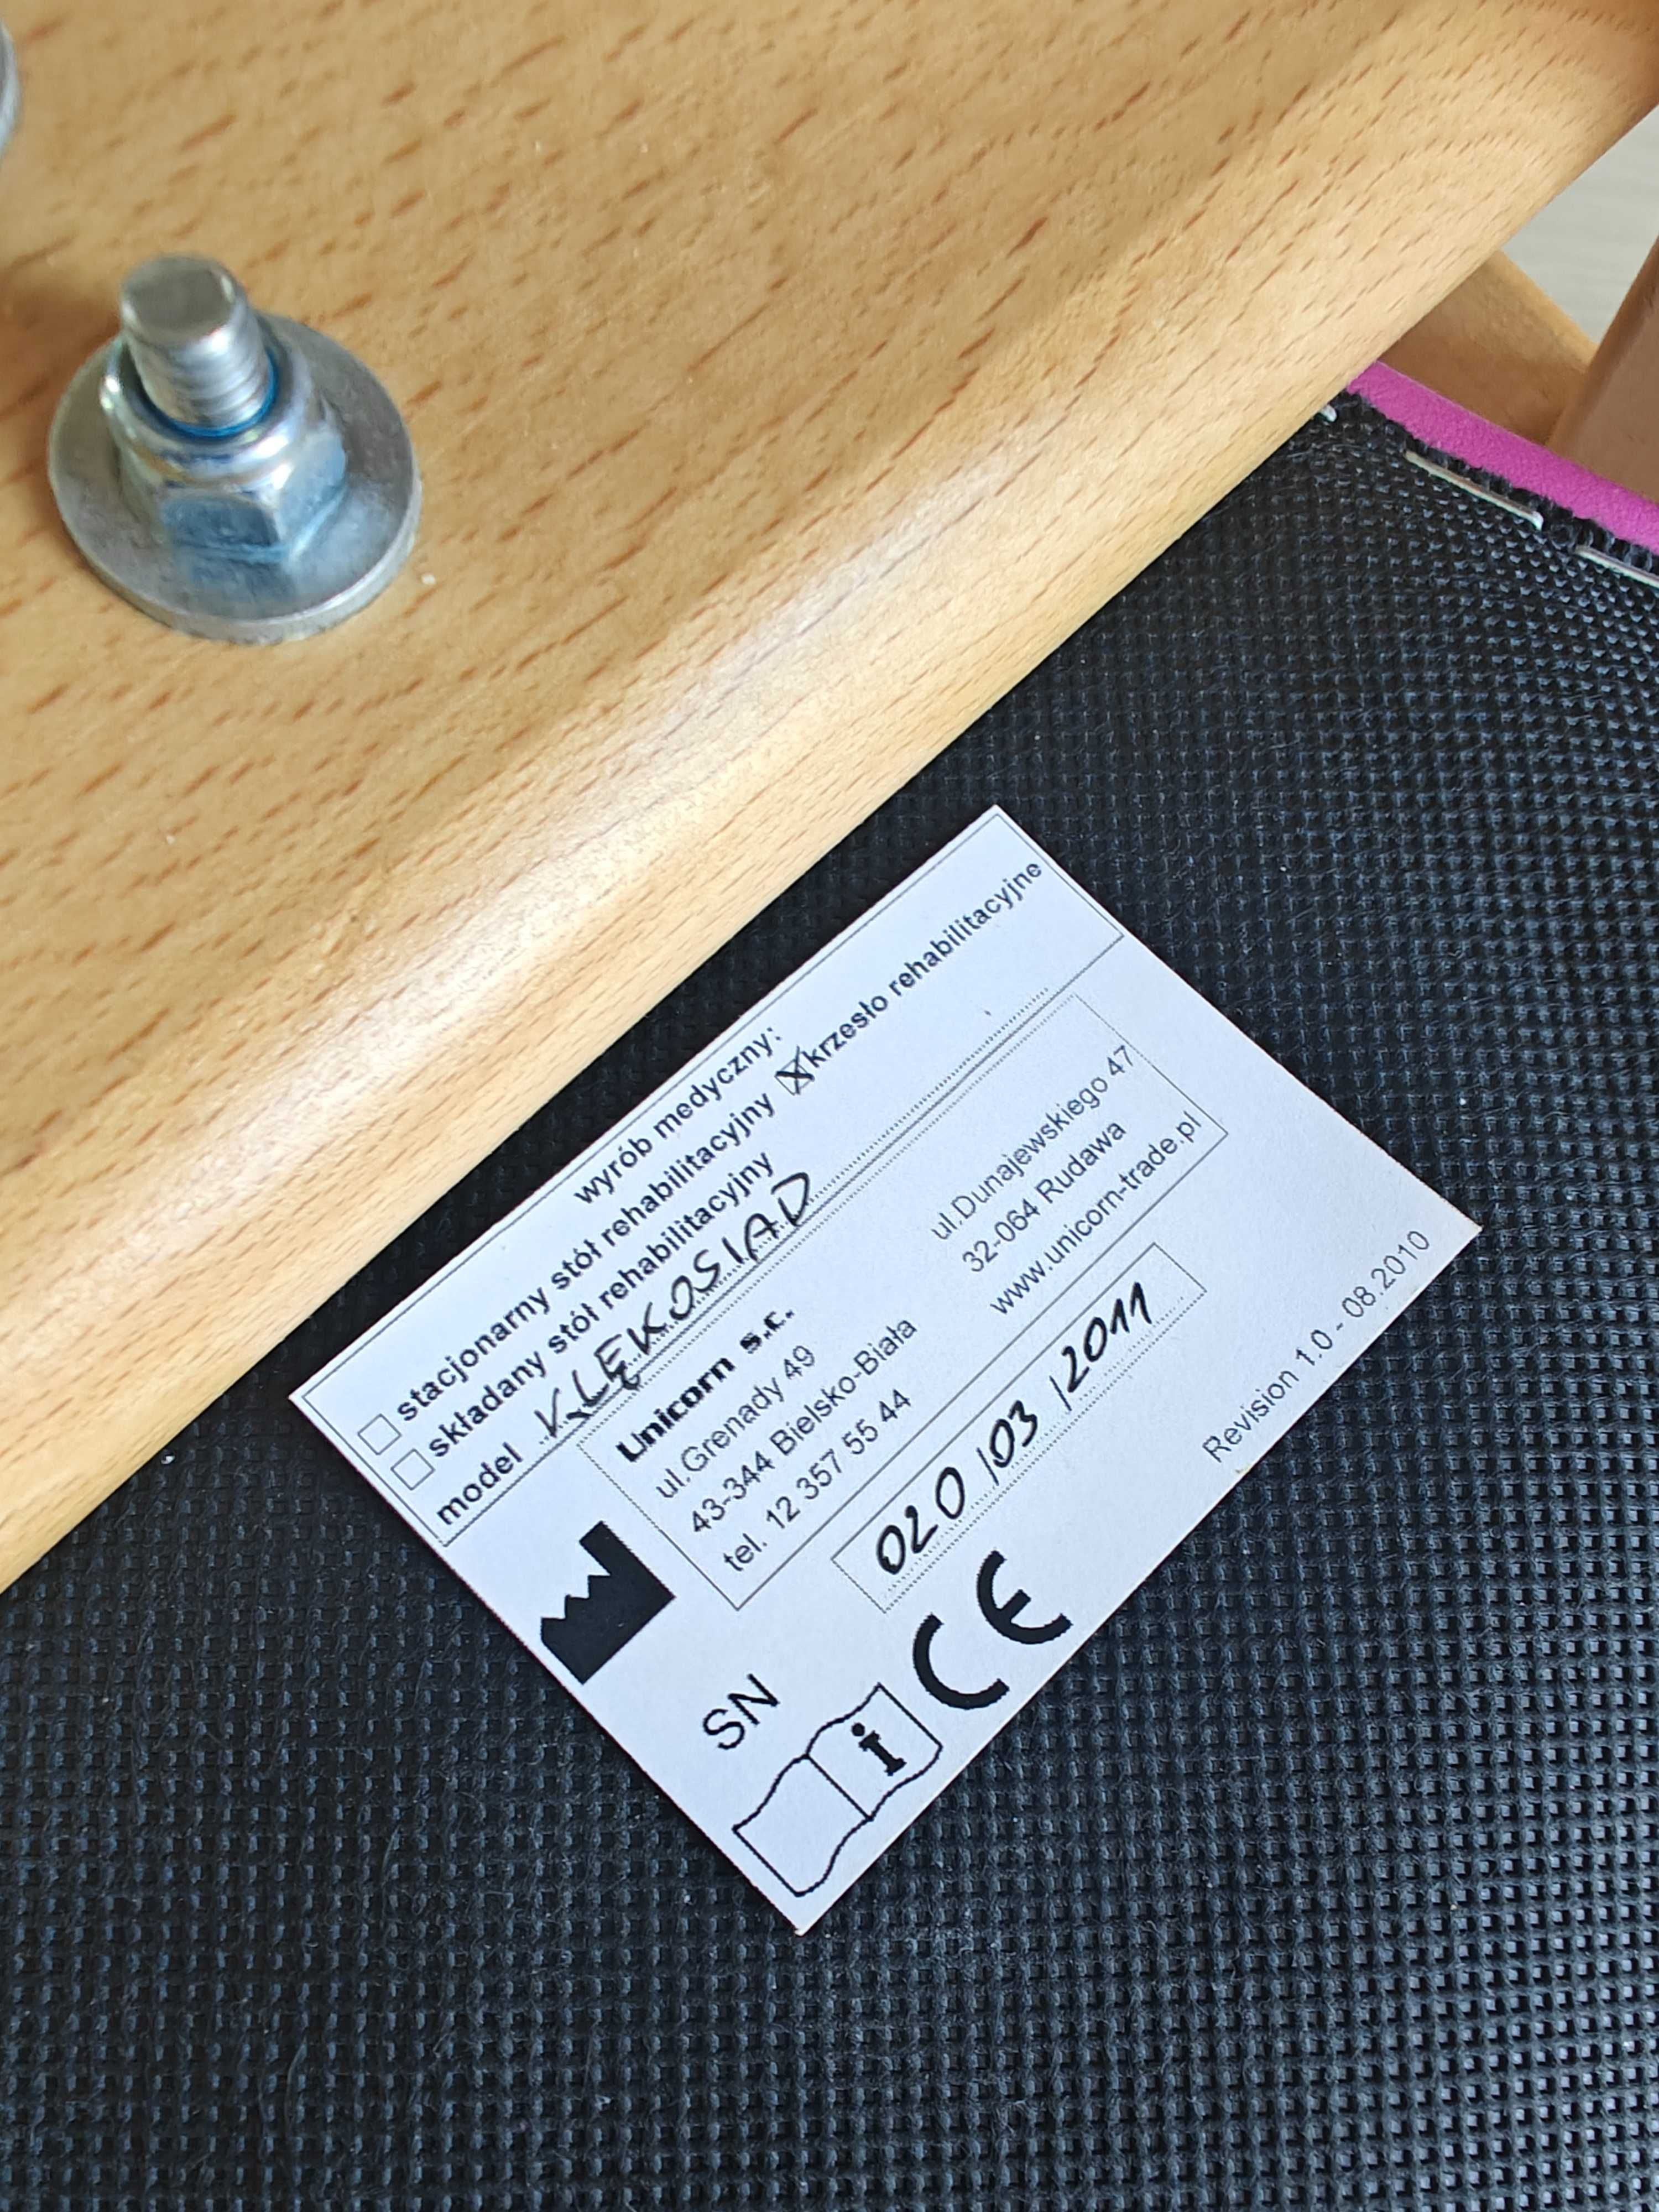 wyrób medyczny:
stacjonarny stół rehabilitacyjny krzesło rehabilitacyjne
składany stół rehabilitacyjny
model KLĘKOSIAD
Unicorn s.c.
ul.Grenady 49
43-344 Bielsko-Biała
tel. 12 357 55 44
ul.Dunajewskiego 47
32-064 Rudawa
www.unicorn-trade.pl
SN 020 /03 /2011
i CE
Revision 1.0 - 08.2010